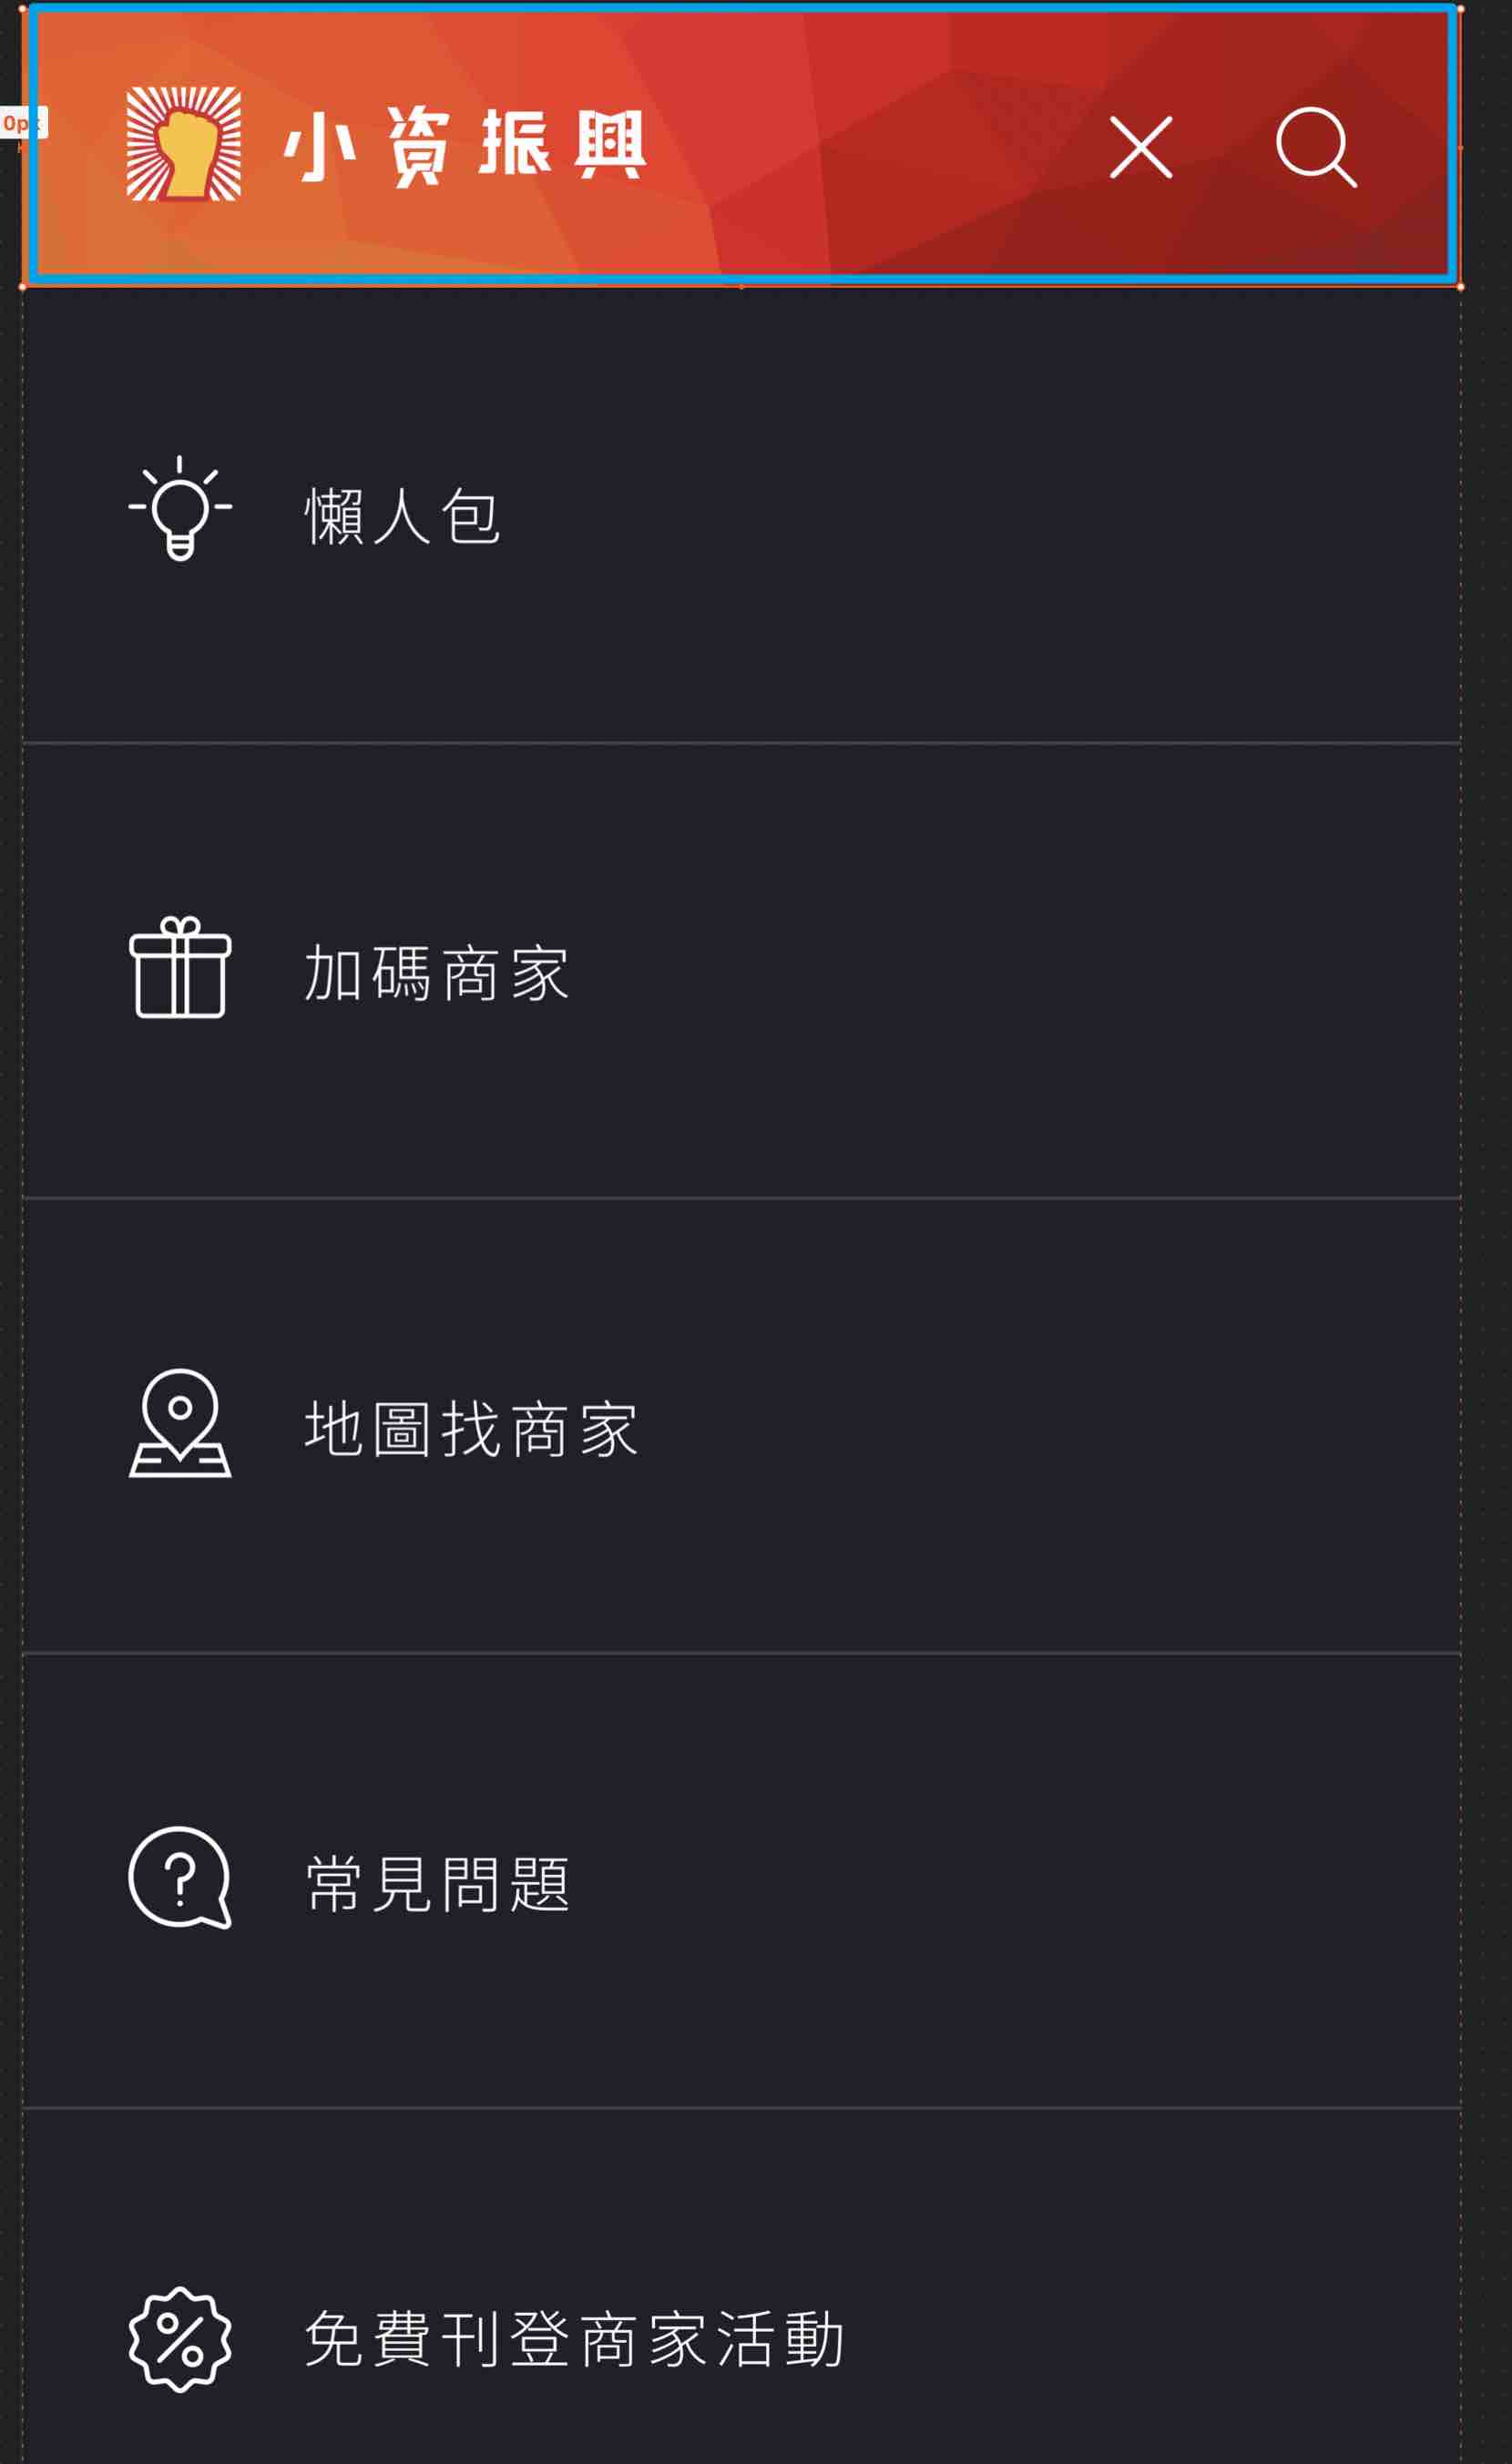 0px
小資振興
懶人包
加碼商家
地圖找商家
常見問題
免費刊登商家活動